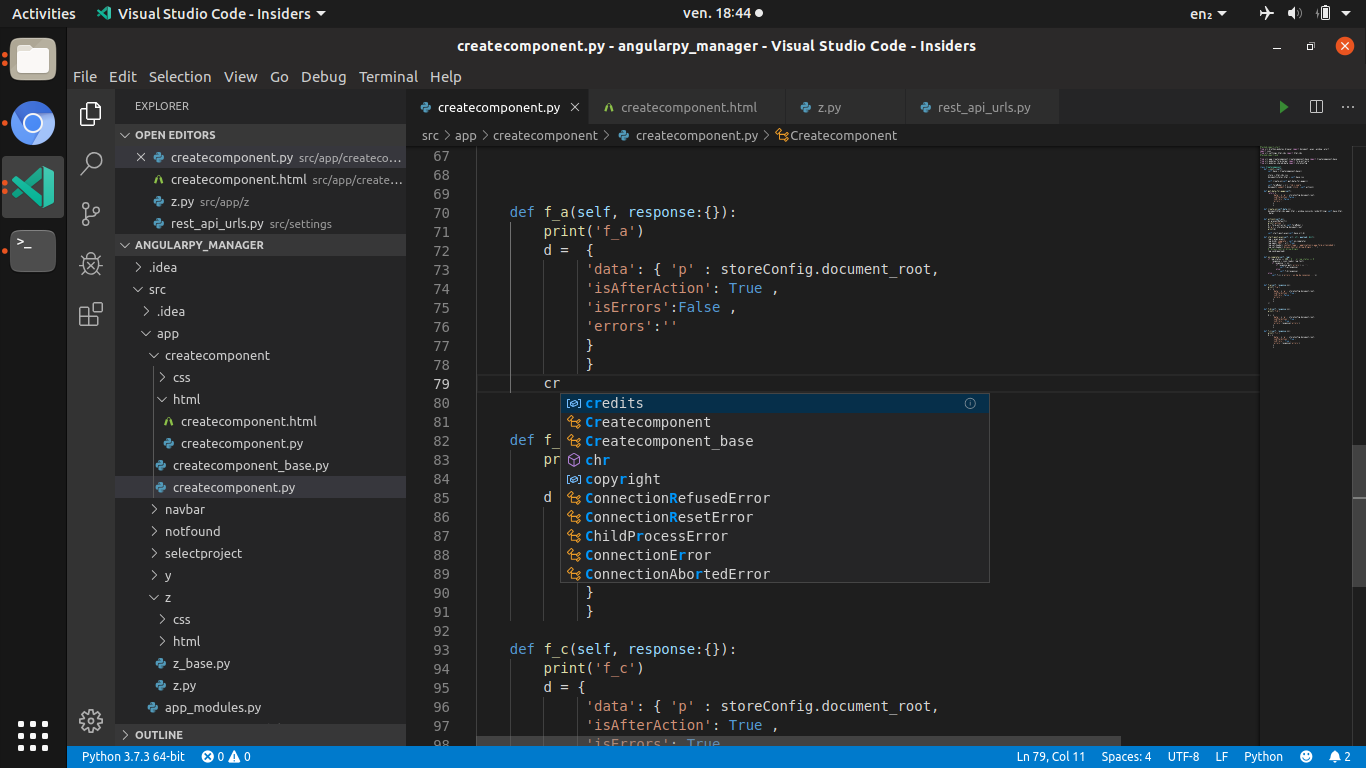 Activities Visual Studio Code - Insiders ven. 18:44 en₂
createcomponent.py - angularpy_manager - Visual Studio Code - Insiders
File Edit Selection View Go Debug Terminal Help
EXPLORER
OPEN EDITORS
createcomponent.py src/app/createco...
createcomponent.html src/app/create...
z.py src/app/z
rest_api_urls.py src/settings
ANGULARPY_MANAGER
.idea
src
.idea
app
createcomponent
css
html
createcomponent.html
createcomponent.py
createcomponent_base.py
createcomponent.py
navbar
notfound
selectproject
y
z
css
html
z_base.py
z.py
app_modules.py
OUTLINE
createcomponent.py createcomponent.html z.py rest_api_urls.py
src app createcomponent createcomponent.py Createcomponent
67
68
69
70 def f_a(self, response:{}):
71 print('f_a')
72 d = {
73 'data': { 'p' : storeConfig.document_root,
74 'isAfterAction': True ,
75 'isErrors':False ,
76 'errors':''
77 }
78 }
79 cr
80 credits
81 Createcomponent
82 def f_ Createcomponent_base
83 pr chr
84 copyright
85 d ConnectionRefusedError
86 ConnectionResetError
87 ChildProcessError
88 ConnectionError
89 ConnectionAbortedError
90 }
91 }
92
93 def f_c(self, response:{}):
94 print('f_c')
95 d = {
96 'data': { 'p' : storeConfig.document_root,
97 'isAfterAction': True ,
98 'isErrors': True
>_
Python 3.7.3 64-bit 0 0 Ln 79, Col 11 Spaces: 4 UTF-8 LF Python 2